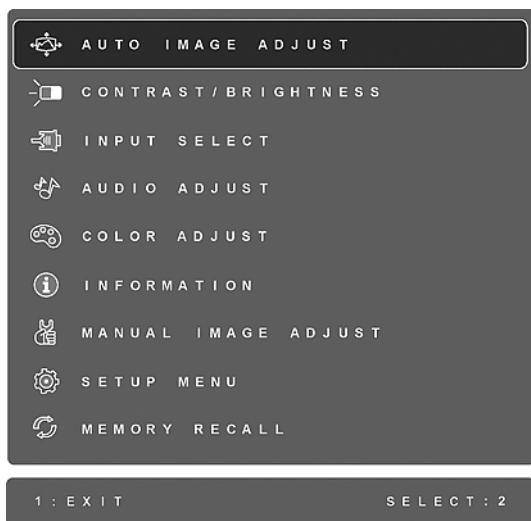 AUTO IMAGE ADJUST
CONTRAST/BRIGHTNESS
INPUT SELECT
AUDIO ADJUST
COLOR ADJUST
INFORMATION
MANUAL IMAGE ADJUST
SETUP MENU
MEMORY RECALL
1:EXIT SELECT:2